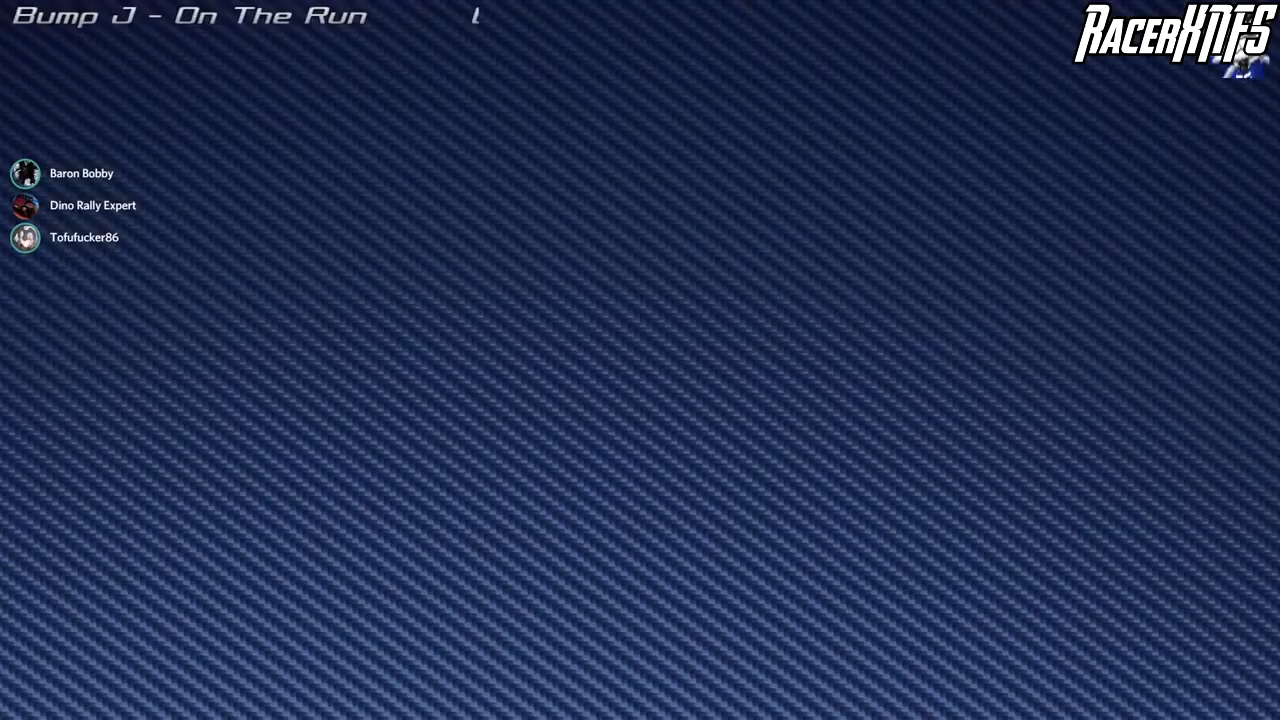 Bump J - On The Run
RacerXNFS
Baron Bobby
Dino Rally Expert
Tofufucker86